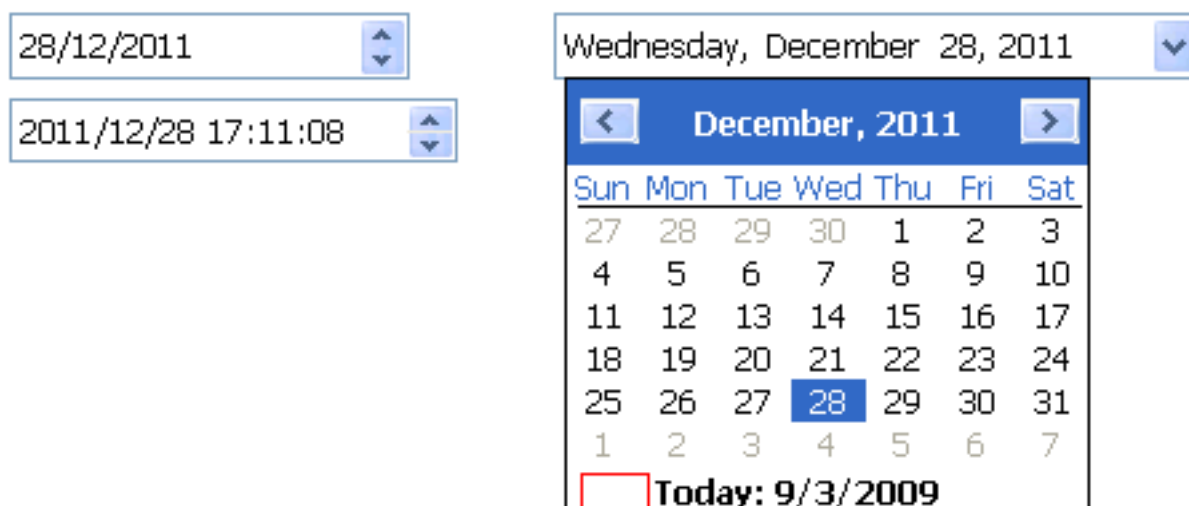 28/12/2011
2011/12/28 17:11:08
Wednesday, December 28, 2011
December, 2011
Sun Mon Tue Wed Thu Fri Sat
27 28 29 30 1 2 3
4 5 6 7 8 9 10
11 12 13 14 15 16 17
18 19 20 21 22 23 24
25 26 27 28 29 30 31
1 2 3 4 5 6 7
Today: 9/3/2009